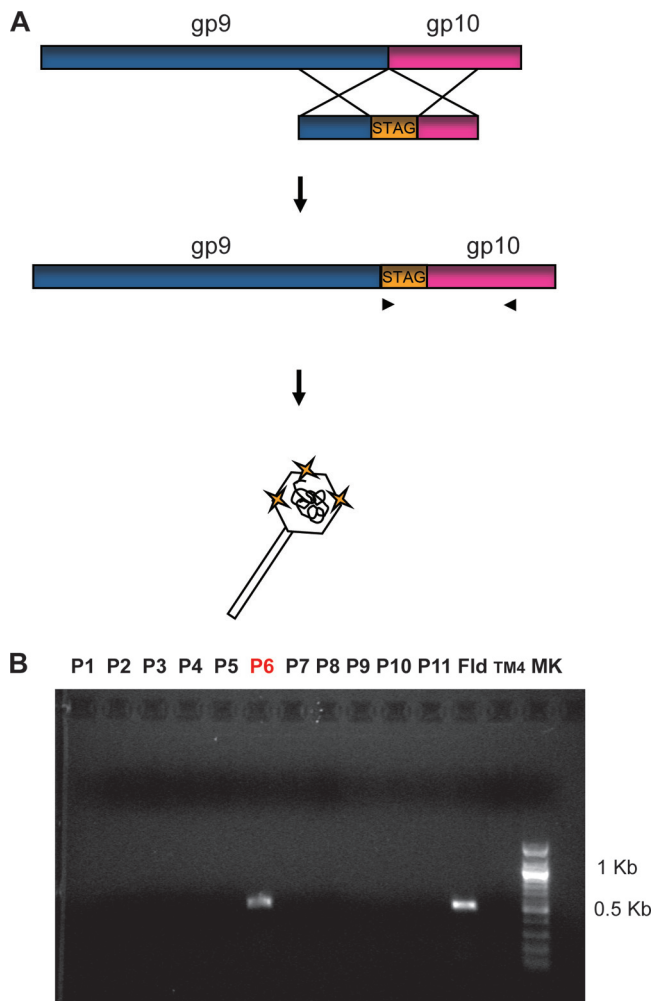 A
gp9 gp10
STAG
gp9 gp10
STAG
B
P1 P2 P3 P4 P5 P6 P7 P8 P9 P10 P11 Fld TM4 MK
1 Kb
0.5 Kb